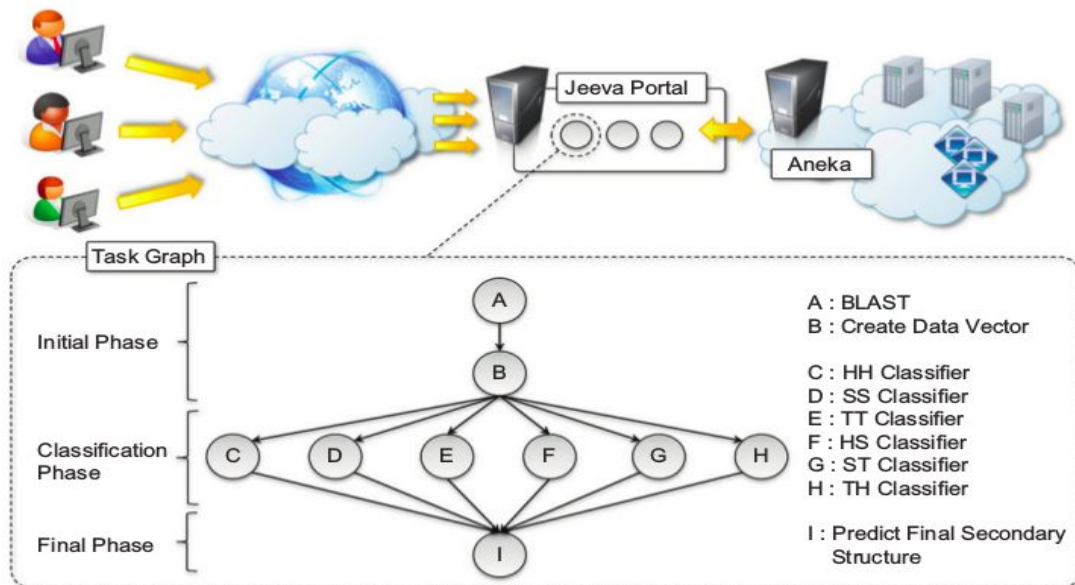 Jeeva Portal
Aneka
Task Graph
Initial Phase
Classification
Phase
Final Phase
A
B
C
D
E
F
G
H
I
A : BLAST
B : Create Data Vector
C : HH Classifier
D : SS Classifier
E : TT Classifier
F : HS Classifier
G : ST Classifier
H : TH Classifier
I : Predict Final Secondary
Structure